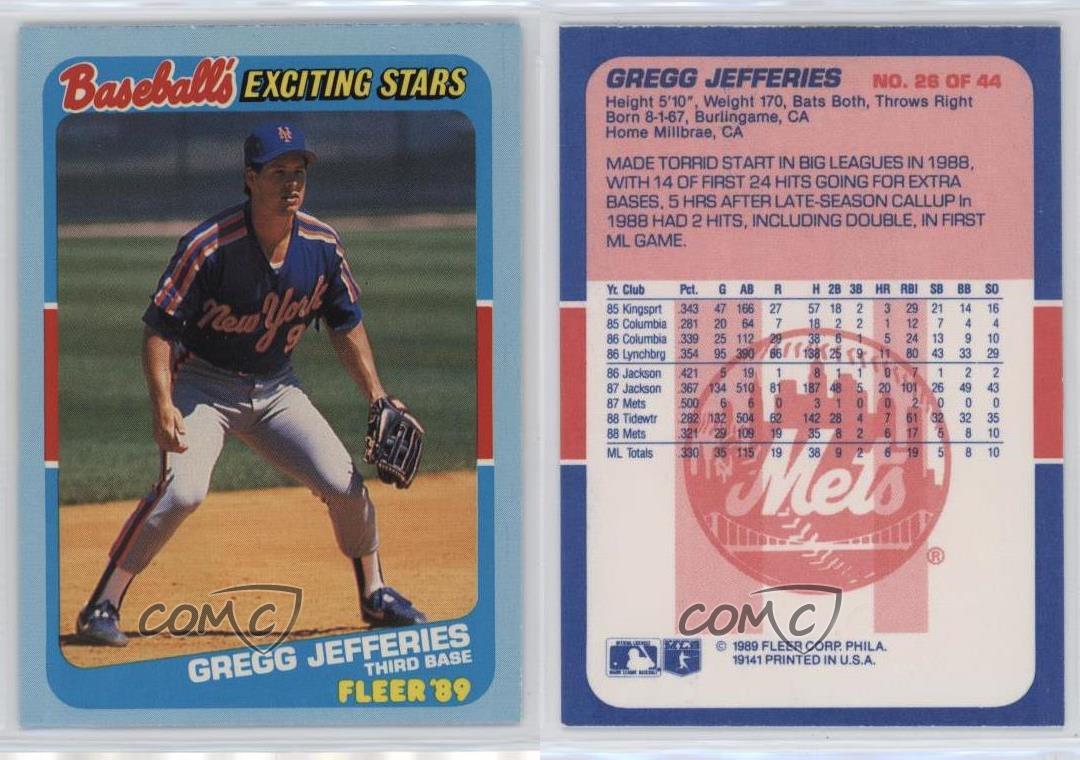 Baseball's EXCITING STARS
NY
New York
9
COMC
GREGG JEFFERIES
THIRD BASE
FLEER '89
GREGG JEFFERIES NO. 26 OF 44
Height 5'10", Weight 170, Bats Both, Throws Right
Born 8-1-67, Burlingame, CA
Home Millbrae, CA
MADE TORRID START IN BIG LEAGUES IN 1988,
WITH 14 OF FIRST 24 HITS GOING FOR EXTRA
BASES, 5 HRS AFTER LATE-SEASON CALLUP In
1988 HAD 2 HITS, INCLUDING DOUBLE, IN FIRST
ML GAME.
Yr. Club Pct. G AB R H 2B 3B HR RBI SB BB SO
85 Kingsprt .343 47 166 27 57 18 2 3 29 21 14 16
85 Columbia .281 20 64 7 18 2 2 1 12 7 4 4
86 Columbia .339 25 112 29 38 6 1 5 24 13 9 10
86 Lynchbrg .354 95 390 66 138 25 9 11 80 43 33 29
86 Jackson .421 5 19 1 8 1 1 0 7 1 2 2
87 Jackson .367 134 510 81 187 48 5 20 101 26 49 43
87 Mets .500 6 6 0 3 1 0 0 2 0 0 0
88 Tidewtr .282 132 504 62 142 28 4 7 61 32 32 35
88 Mets .321 29 109 19 35 8 2 6 17 5 8 10
ML Totals .330 35 115 19 38 9 2 6 19 5 8 10
Mets
®
COMC
© 1989 FLEER CORP. PHILA.
19141 PRINTED IN U.S.A.